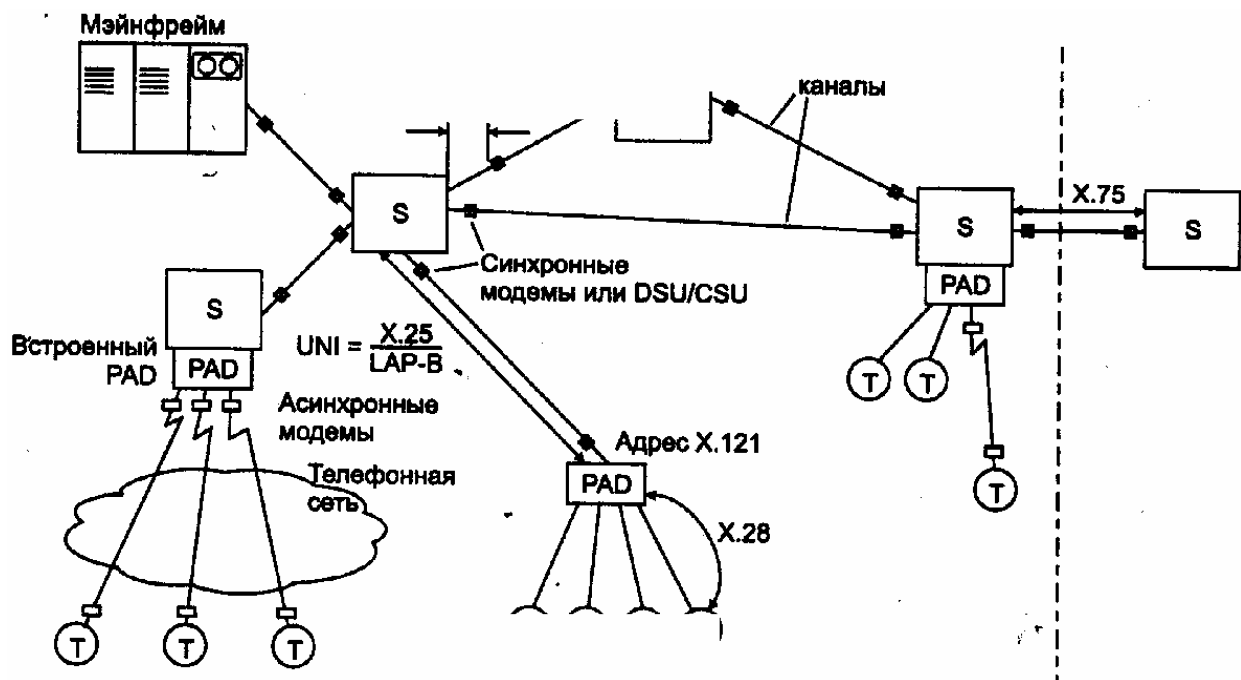 Мэйнфрейм
каналы
X.75
S
S
S
Синхронные
модемы или DSU/CSU
PAD
S
UNI = X.25
LAP-B
Встроенный
PAD
PAD
T
T
Асинхронные
модемы
Адрес X.121
Телефонная
сеть
PAD
T
X.28
T
T
T